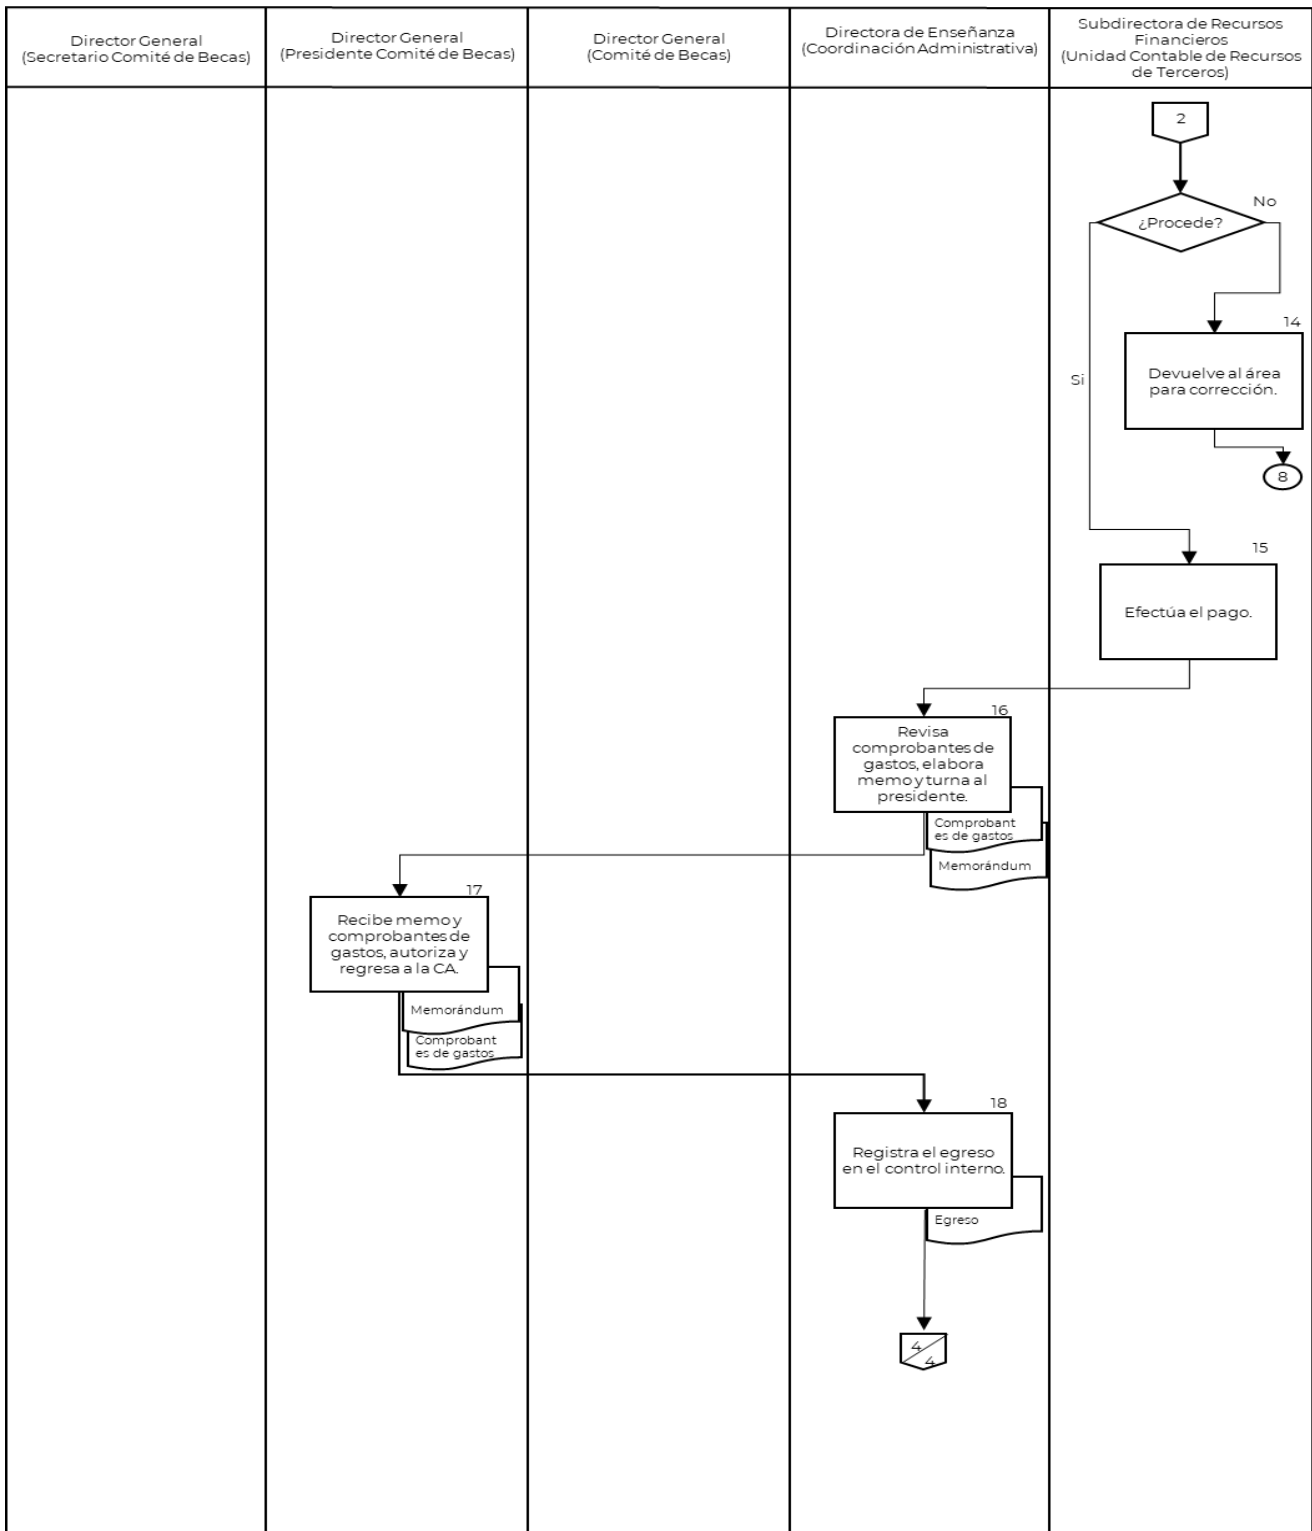 Director General
(Secretario Comité de Becas)
Director General
(Presidente Comité de Becas)
Director General
(Comité de Becas)
Directora de Enseñanza
(Coordinación Administrativa)
Subdirectora de Recursos
Financieros
(Unidad Contable de Recursos
de Terceros)
2
¿Procede?
No
Si
14
Devuelve al área
para corrección.
8
15
Efectúa el pago.
16
Revisa
comprobantes de
gastos, elabora
memo y turna al
presidente.
Comprobant
es de gastos
Memorándum
17
Recibe memo y
comprobantes de
gastos, autoriza y
regresa a la CA.
Memorándum
Comprobant
es de gastos
18
Registra el egreso
en el control interno.
Egreso
4
4